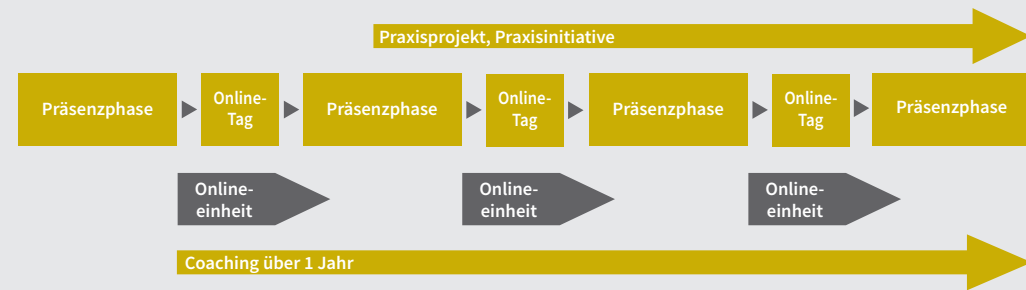 Praxisprojekt, Praxisinitiative
Präsenzphase
Online-
Tag
Präsenzphase
Online-
Tag
Präsenzphase
Online-
Tag
Präsenzphase
Online-
einheit
Online-
einheit
Online-
einheit
Coaching über 1 Jahr